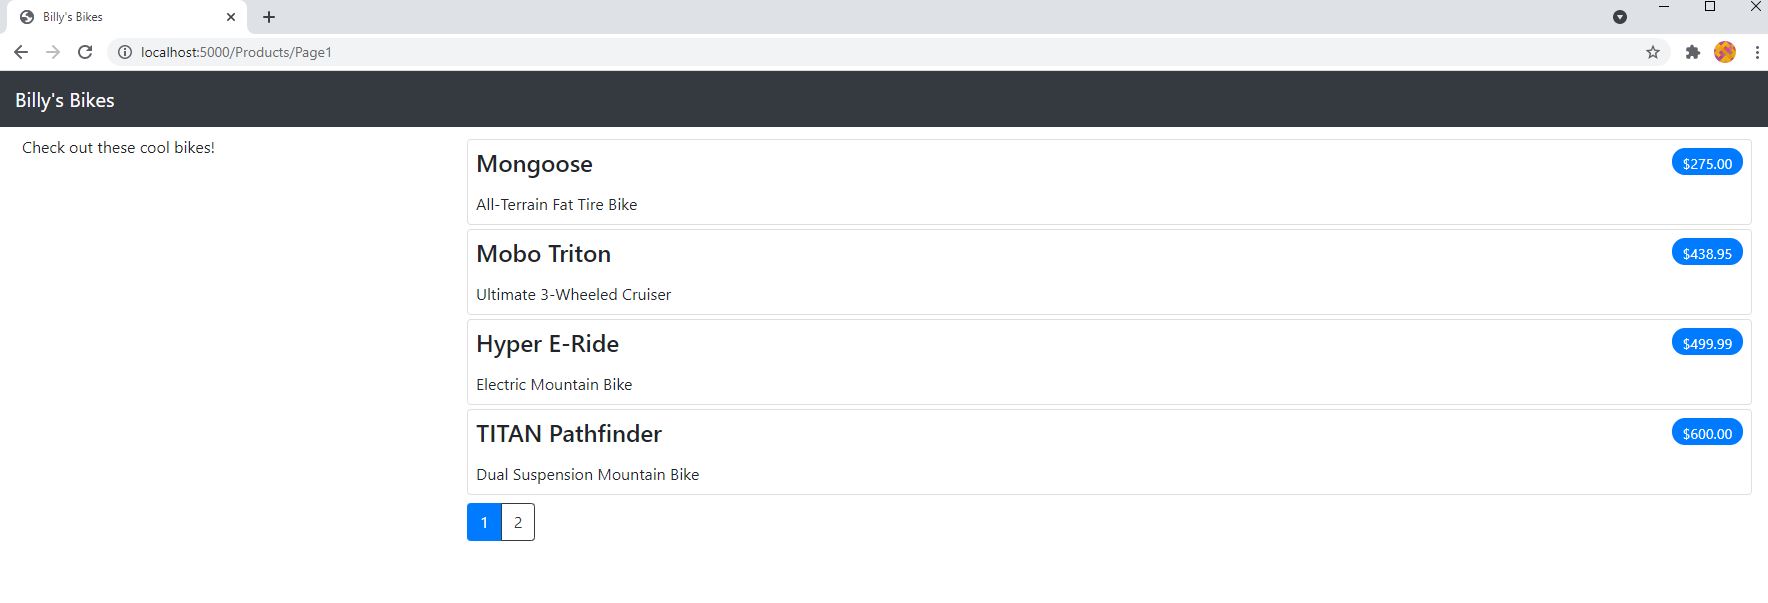 Billy's Bikes
localhost:5000/Products/Page1
Billy's Bikes
Check out these cool bikes!
Mongoose
$275.00
All-Terrain Fat Tire Bike
Mobo Triton
$438.95
Ultimate 3-Wheeled Cruiser
Hyper E-Ride
$499.99
Electric Mountain Bike
TITAN Pathfinder
$600.00
Dual Suspension Mountain Bike
1 2